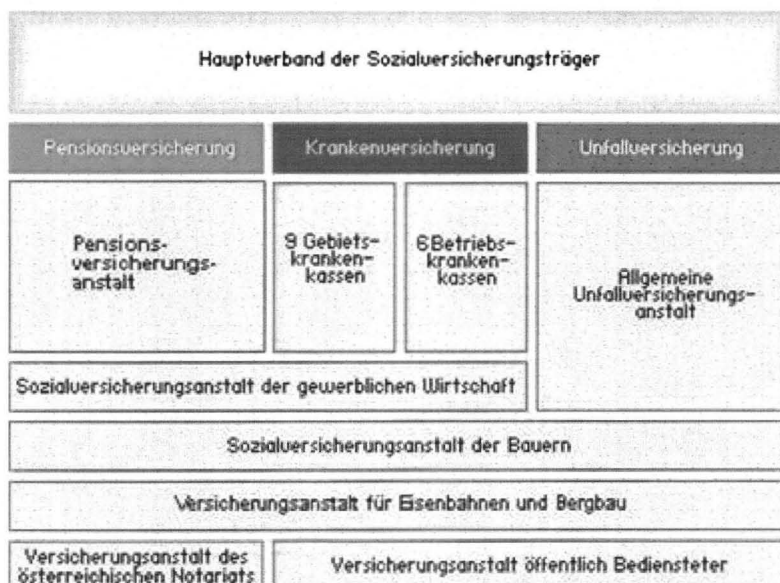 Hauptverband der Sozialversicherungsträger
Pensionsversicherung
Krankenversicherung
Unfallversicherung
Pensions-
versicherungs-
anstalt
9 Gebiets-
kranken-
kassen
6 Betriebs-
kranken-
kassen
Allgemeine
Unfallversicherungs-
anstalt
Sozialversicherungsanstalt der gewerblichen Wirtschaft
Sozialversicherungsanstalt der Bauern
Versicherungsanstalt für Eisenbahnen und Bergbau
Versicherungsanstalt des
österreichischen Notariats
Versicherungsanstalt öffentlich Bediensteter